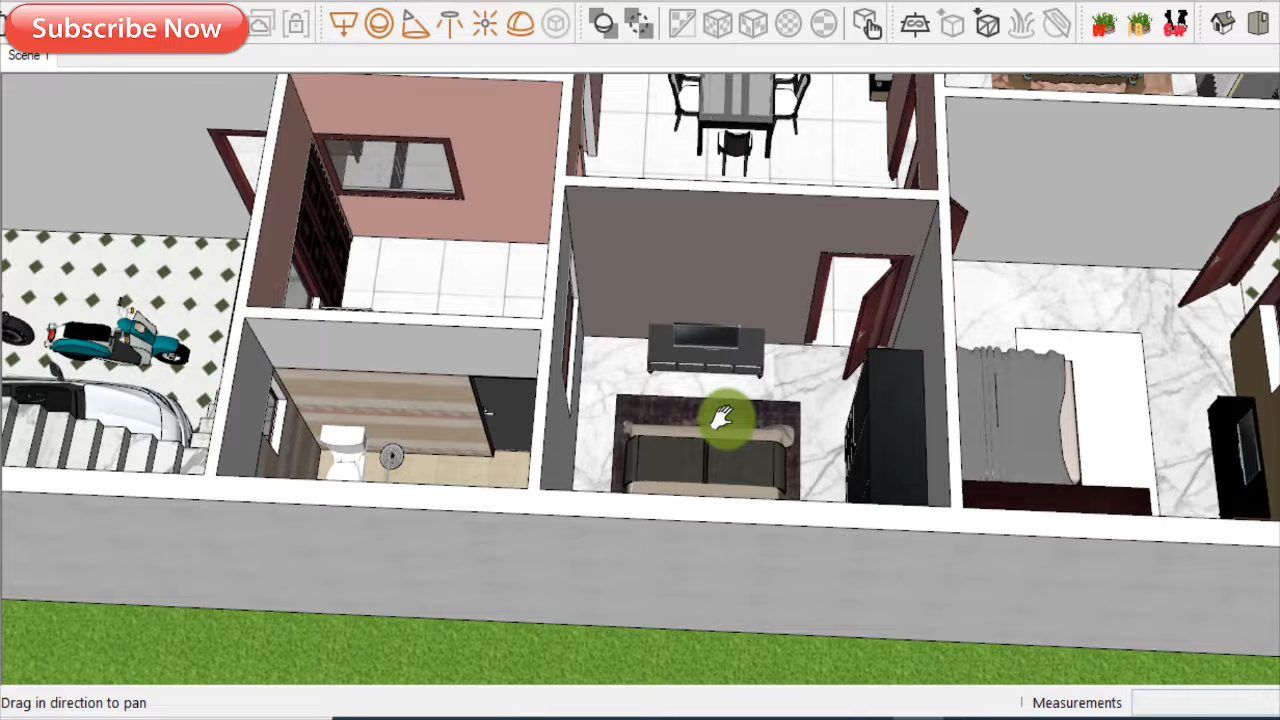 Subscribe Now
Scene 1
Drag in direction to pan
Measurements